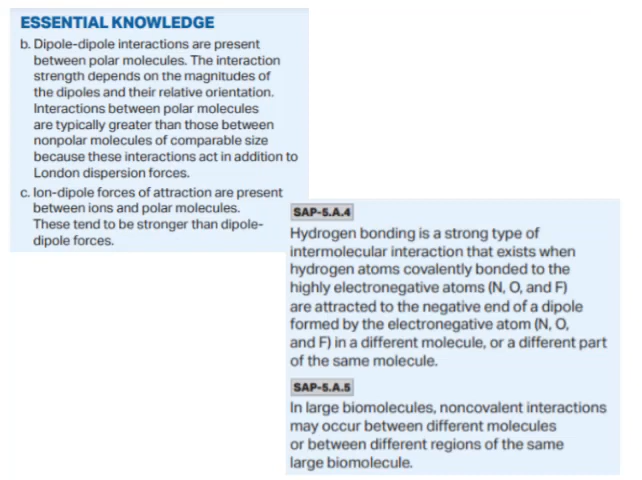 ESSENTIAL KNOWLEDGE
b. Dipole-dipole interactions are present
between polar molecules. The interaction
strength depends on the magnitudes of
the dipoles and their relative orientation.
Interactions between polar molecules
are typically greater than those between
nonpolar molecules of comparable size
because these interactions act in addition to
London dispersion forces.
c. Ion-dipole forces of attraction are present
between ions and polar molecules.
These tend to be stronger than dipole-
dipole forces.
SAP-5.A.4
Hydrogen bonding is a strong type of
intermolecular interaction that exists when
hydrogen atoms covalently bonded to the
highly electronegative atoms (N, O, and F)
are attracted to the negative end of a dipole
formed by the electronegative atom (N, O,
and F) in a different molecule, or a different part
of the same molecule.
SAP-5.A.5
In large biomolecules, noncovalent interactions
may occur between different molecules
or between different regions of the same
large biomolecule.